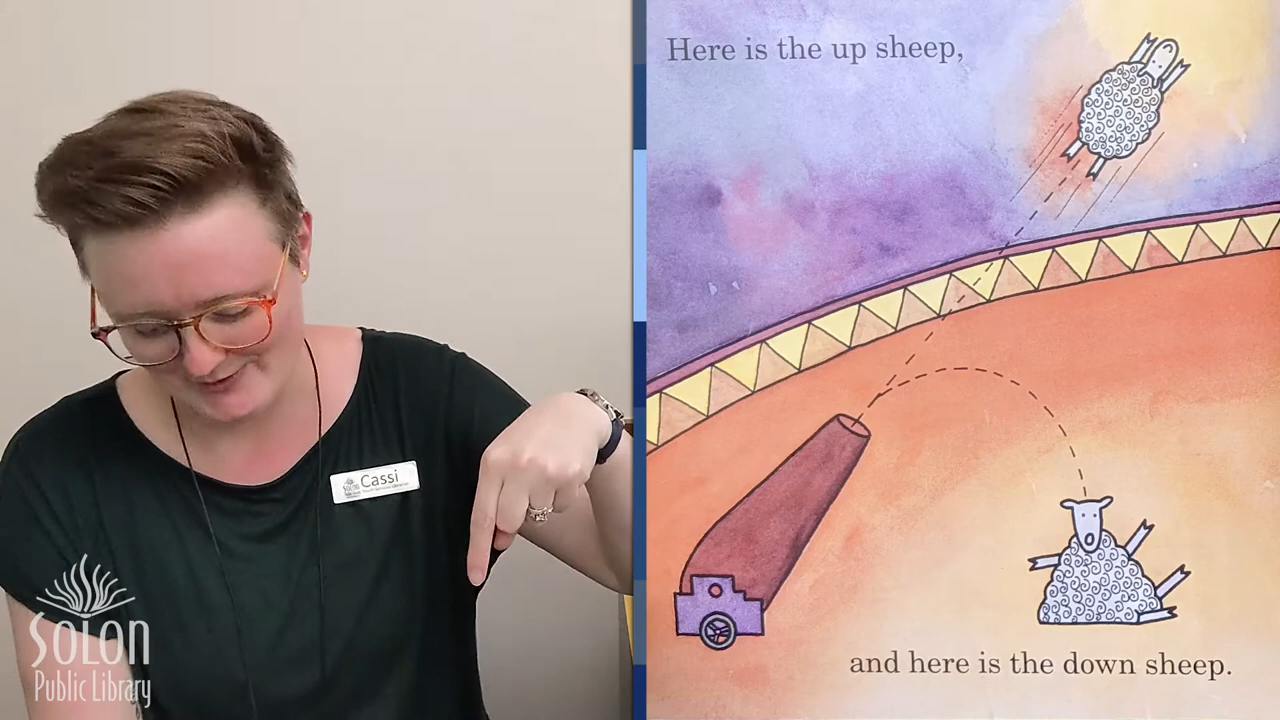 Here is the up sheep,
Cassi
SOLON
Public Library
and here is the down sheep.